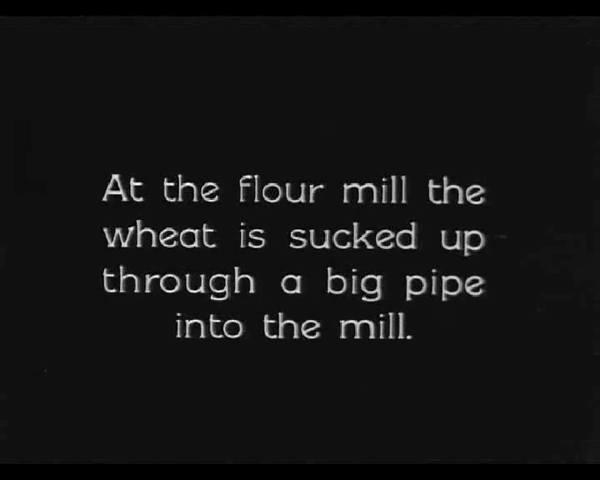 At the flour mill the
wheat is sucked up
through a big pipe
into the mill.